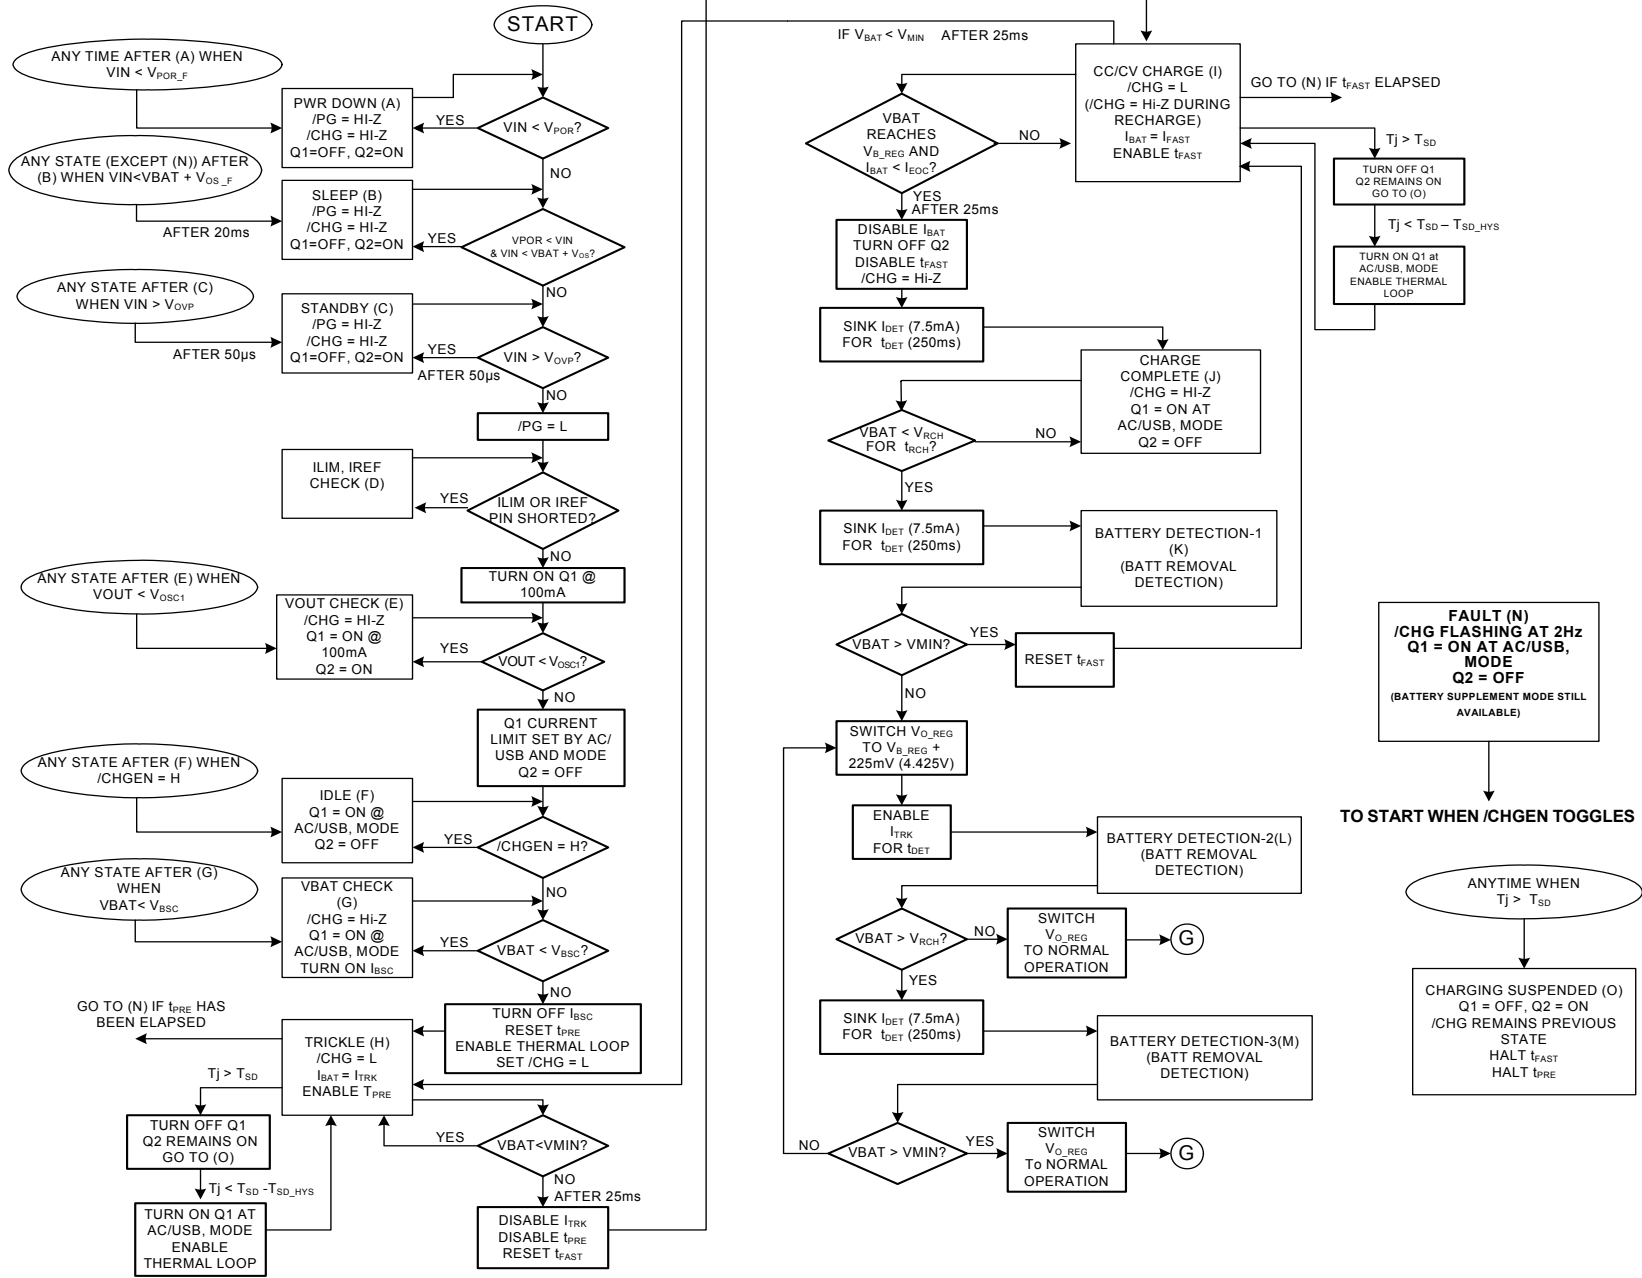 START
ANY TIME AFTER (A) WHEN
VIN < VPOR_F
PWR DOWN (A)
/PG = HI-Z
/CHG = HI-Z
Q1=OFF, Q2=ON
YES
VIN < VPOR?
NO
ANY STATE (EXCEPT (N)) AFTER
(B) WHEN VIN<VBAT + VOS_F
AFTER 20ms
SLEEP (B)
/PG = HI-Z
/CHG = HI-Z
Q1=OFF, Q2=ON
YES
VPOR < VIN
& VIN < VBAT + VOS?
NO
ANY STATE AFTER (C)
WHEN VIN > VOVP
AFTER 50µs
STANDBY (C)
/PG = HI-Z
/CHG = HI-Z
Q1=OFF, Q2=ON
YES
AFTER 50µs
VIN > VOVP?
NO
/PG = L
ILIM, IREF
CHECK (D)
YES
ILIM OR IREF
PIN SHORTED?
NO
TURN ON Q1 @
100mA
ANY STATE AFTER (E) WHEN
VOUT < VOSC1
VOUT CHECK (E)
/CHG = HI-Z
Q1 = ON @
100mA
Q2 = ON
YES
VOUT < VOSC1?
NO
Q1 CURRENT
LIMIT SET BY AC/
USB AND MODE
Q2 = OFF
ANY STATE AFTER (F) WHEN
/CHGEN = H
IDLE (F)
Q1 = ON @
AC/USB, MODE
Q2 = OFF
YES
/CHGEN = H?
NO
ANY STATE AFTER (G)
WHEN
VBAT< VBSC
VBAT CHECK
(G)
/CHG = Hi-Z
Q1 = ON @
AC/USB, MODE
TURN ON IBSC
YES
VBAT < VBSC?
NO
TURN OFF IBSC
RESET tPRE
ENABLE THERMAL LOOP
SET /CHG = L
GO TO (N) IF tPRE HAS
BEEN ELAPSED
TRICKLE (H)
/CHG = L
IBAT = ITRK
ENABLE TPRE
Tj > TSD
TURN OFF Q1
Q2 REMAINS ON
GO TO (O)
Tj < TSD -TSD_HYS
TURN ON Q1 AT
AC/USB, MODE
ENABLE
THERMAL LOOP
YES
VBAT<VMIN?
NO
AFTER 25ms
DISABLE ITRK
DISABLE tPRE
RESET tFAST
IF VBAT < VMIN AFTER 25ms
CC/CV CHARGE (I)
/CHG = L
(/CHG = Hi-Z DURING
RECHARGE)
IBAT = IFAST
ENABLE tFAST
GO TO (N) IF tFAST ELAPSED
Tj > TSD
TURN OFF Q1
Q2 REMAINS ON
GO TO (O)
Tj < TSD – TSD_HYS
TURN ON Q1 at
AC/USB, MODE
ENABLE THERMAL
LOOP
VBAT
REACHES
VB_REG AND
IBAT < IEOC?
NO
YES
AFTER 25ms
DISABLE IBAT
TURN OFF Q2
DISABLE tFAST
/CHG = Hi-Z
SINK IDET (7.5mA)
FOR tDET (250ms)
CHARGE
COMPLETE (J)
/CHG = HI-Z
Q1 = ON AT
AC/USB, MODE
Q2 = OFF
VBAT < VRCH
FOR tRCH?
NO
YES
SINK IDET (7.5mA)
FOR tDET (250ms)
BATTERY DETECTION-1
(K)
(BATT REMOVAL
DETECTION)
VBAT > VMIN?
YES
RESET tFAST
NO
SWITCH VO_REG
TO VB_REG +
225mV (4.425V)
ENABLE
ITRK
FOR tDET
BATTERY DETECTION-2(L)
(BATT REMOVAL
DETECTION)
VBAT > VRCH?
NO
SWITCH
VO_REG
TO NORMAL
OPERATION
G
YES
SINK IDET (7.5mA)
FOR tDET (250ms)
BATTERY DETECTION-3(M)
(BATT REMOVAL
DETECTION)
NO
VBAT > VMIN?
YES
SWITCH
VO_REG
To NORMAL
OPERATION
G
FAULT (N)
/CHG FLASHING AT 2Hz
Q1 = ON AT AC/USB,
MODE
Q2 = OFF
(BATTERY SUPPLEMENT MODE STILL
AVAILABLE)
TO START WHEN /CHGEN TOGGLES
ANYTIME WHEN
Tj > TSD
CHARGING SUSPENDED (O)
Q1 = OFF, Q2 = ON
/CHG REMAINS PREVIOUS
STATE
HALT tFAST
HALT tPRE